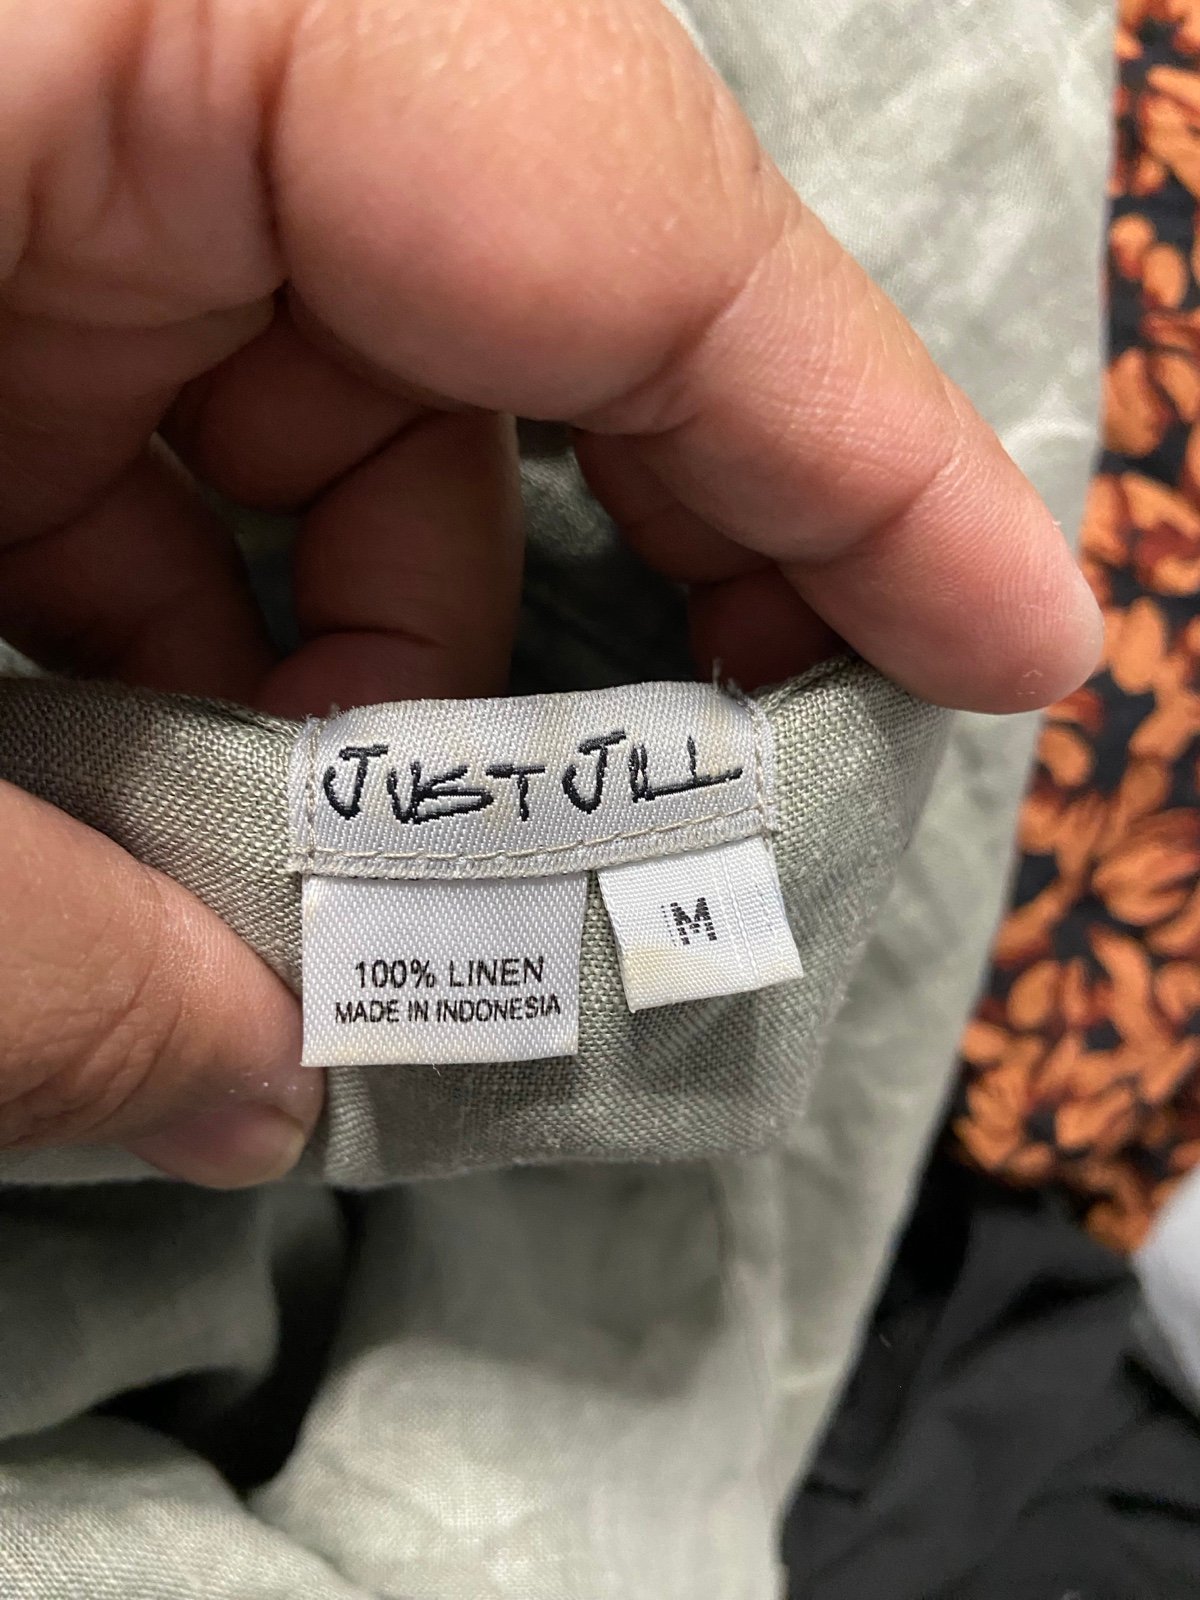 JUST JILL
M
100% LINEN
MADE IN INDONESIA